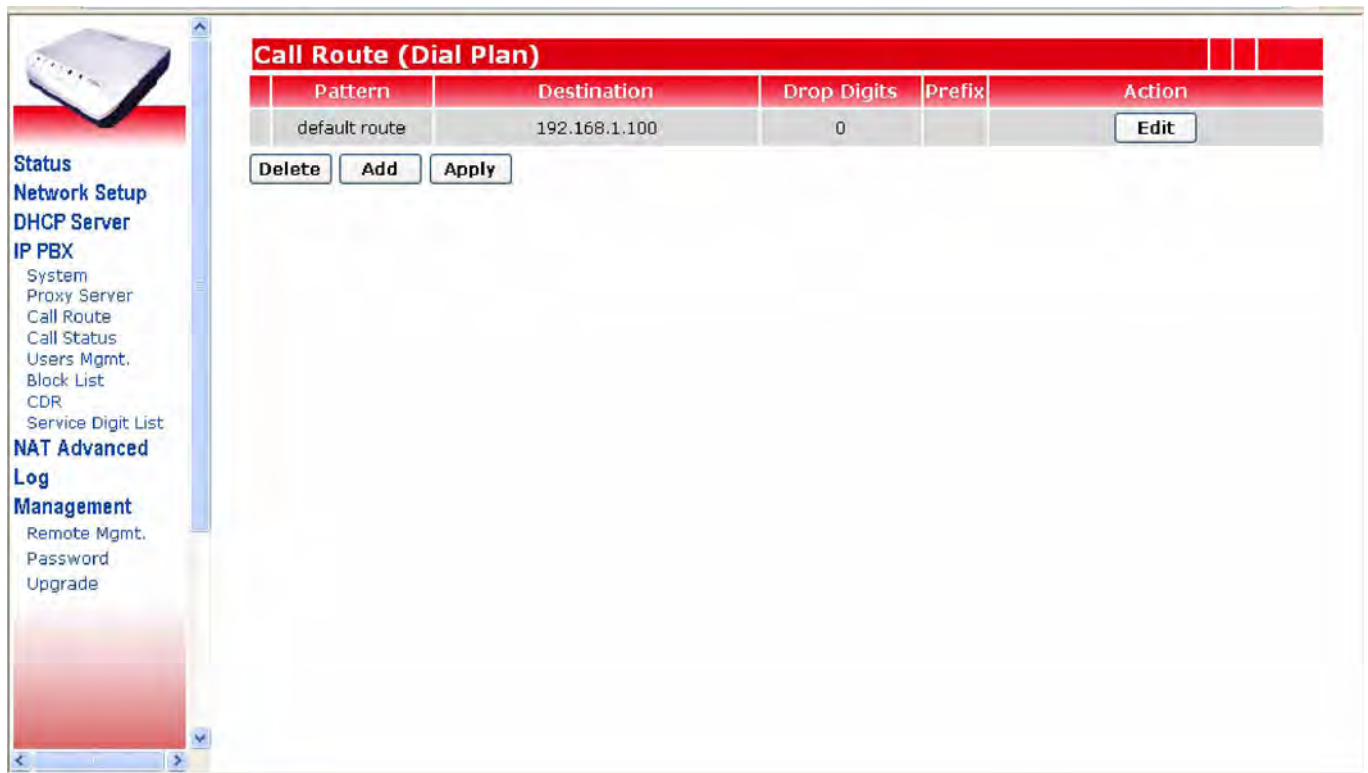 Call Route (Dial Plan)
Pattern Destination Drop Digits Prefix Action
default route 192.168.1.100 0 Edit
Delete Add Apply
Status
Network Setup
DHCP Server
IP PBX
System
Proxy Server
Call Route
Call Status
Users Mgmt.
Block List
CDR
Service Digit List
NAT Advanced
Log
Management
Remote Mgmt.
Password
Upgrade